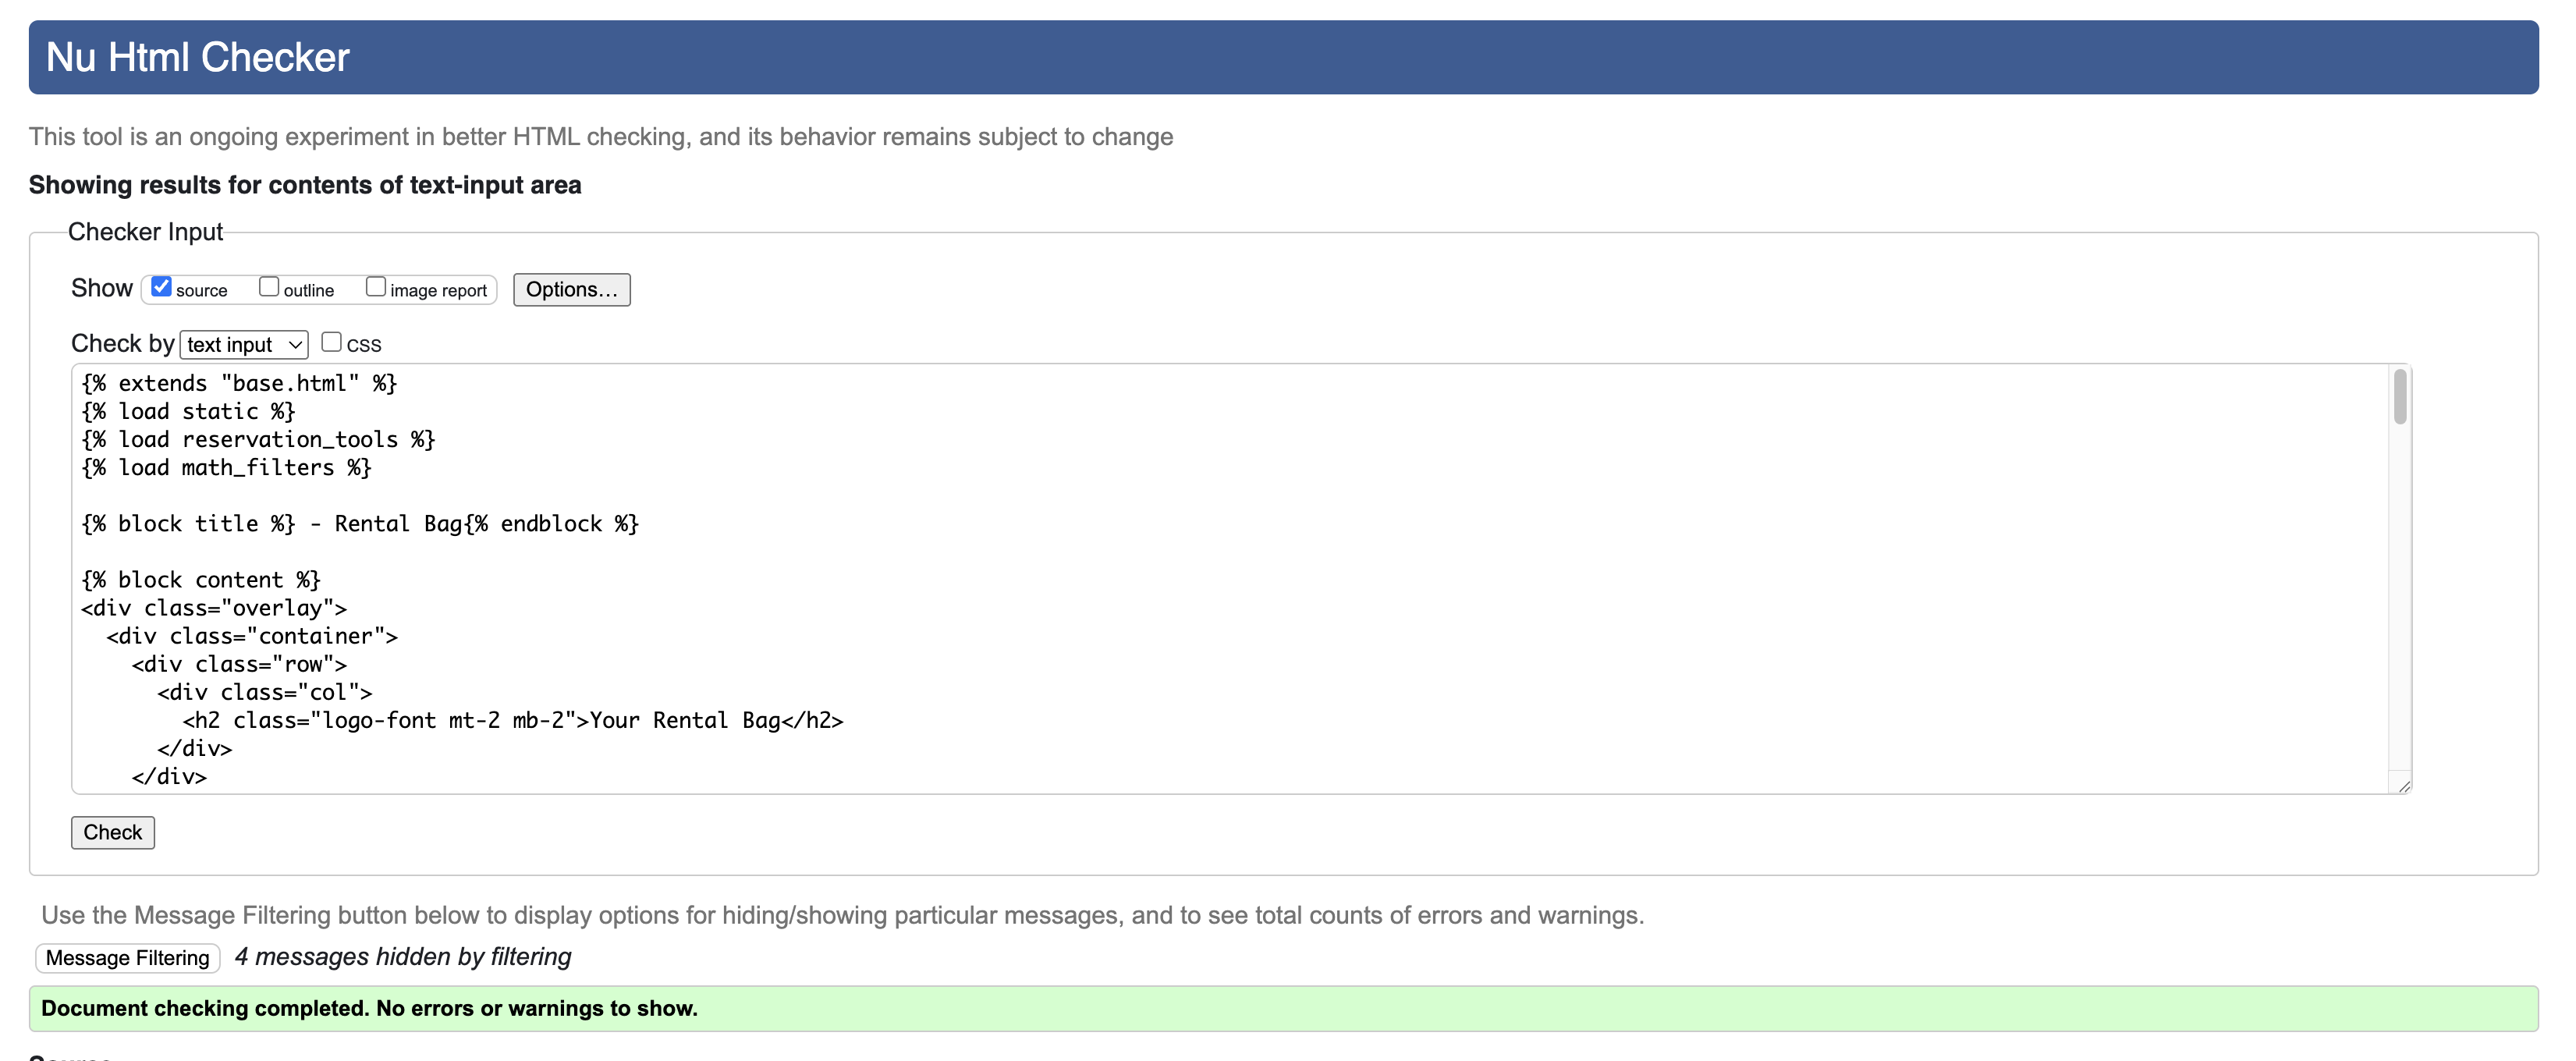 Nu Html Checker
This tool is an ongoing experiment in better HTML checking, and its behavior remains subject to change
Showing results for contents of text-input area
Checker Input
Show source outline image report Options...
Check by text input css
{% extends "base.html" %}
{% load static %}
{% load reservation_tools %}
{% load math_filters %}
{% block title %} - Rental Bag{% endblock %}
{% block content %}
<div class="overlay">
  <div class="container">
    <div class="row">
      <div class="col">
        <h2 class="logo-font mt-2 mb-2">Your Rental Bag</h2>
      </div>
    </div>
Check
Use the Message Filtering button below to display options for hiding/showing particular messages, and to see total counts of errors and warnings.
Message Filtering 4 messages hidden by filtering
Document checking completed. No errors or warnings to show.